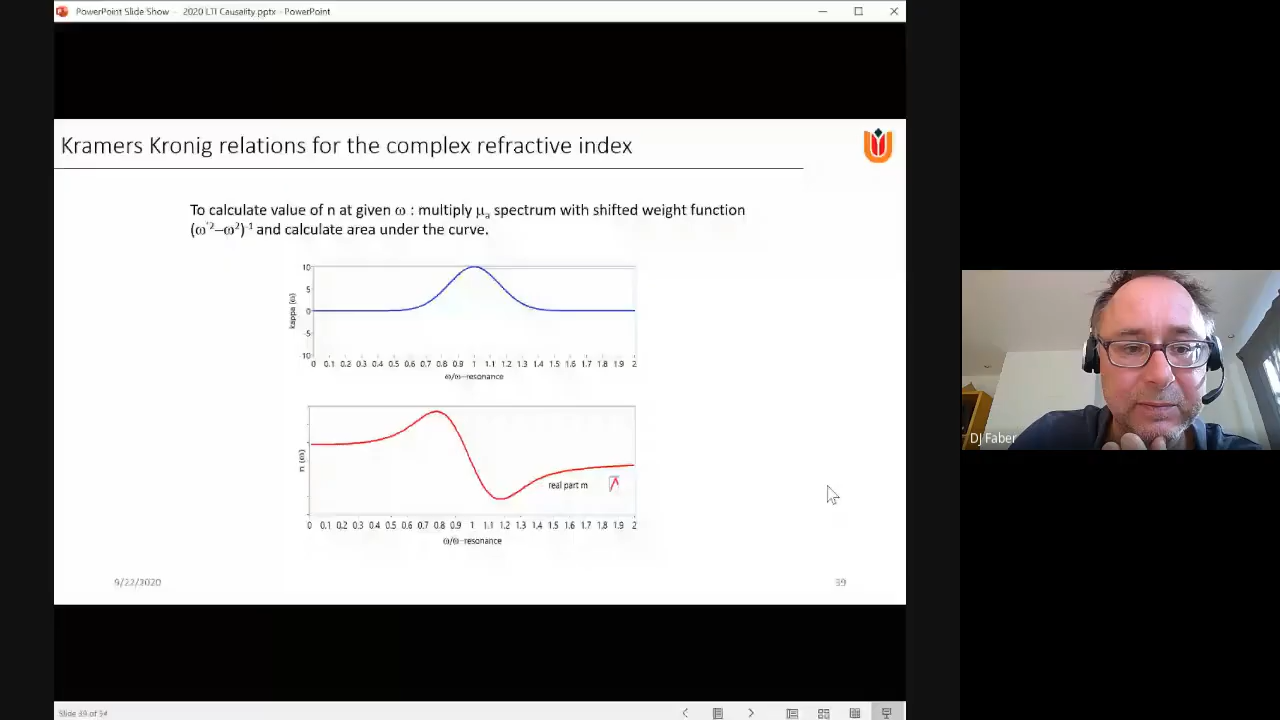 PowerPoint Slide Show - 2020 LTI Causality.pptx - PowerPoint
Kramers Kronig relations for the complex refractive index
To calculate value of n at given ω : multiply μa spectrum with shifted weight function
(ω'²–ω²)⁻¹ and calculate area under the curve.
10
5
0
-5
10
kappa (ω)
0 0.1 0.2 0.3 0.4 0.5 0.6 0.7 0.8 0.9 1 1.1 1.2 1.3 1.4 1.5 1.6 1.7 1.8 1.9 2
ω/ω–resonance
n (ω)
real part m
0 0.1 0.2 0.3 0.4 0.5 0.6 0.7 0.8 0.9 1 1.1 1.2 1.3 1.4 1.5 1.6 1.7 1.8 1.9 2
ω/ω–resonance
9/22/2020
39
Slide 39 of 54
DJ Faber